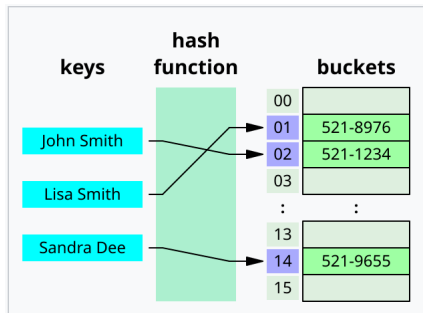 keys
hash
function
buckets
John Smith
Lisa Smith
Sandra Dee
00
01 521-8976
02 521-1234
03
: :
13
14 521-9655
15